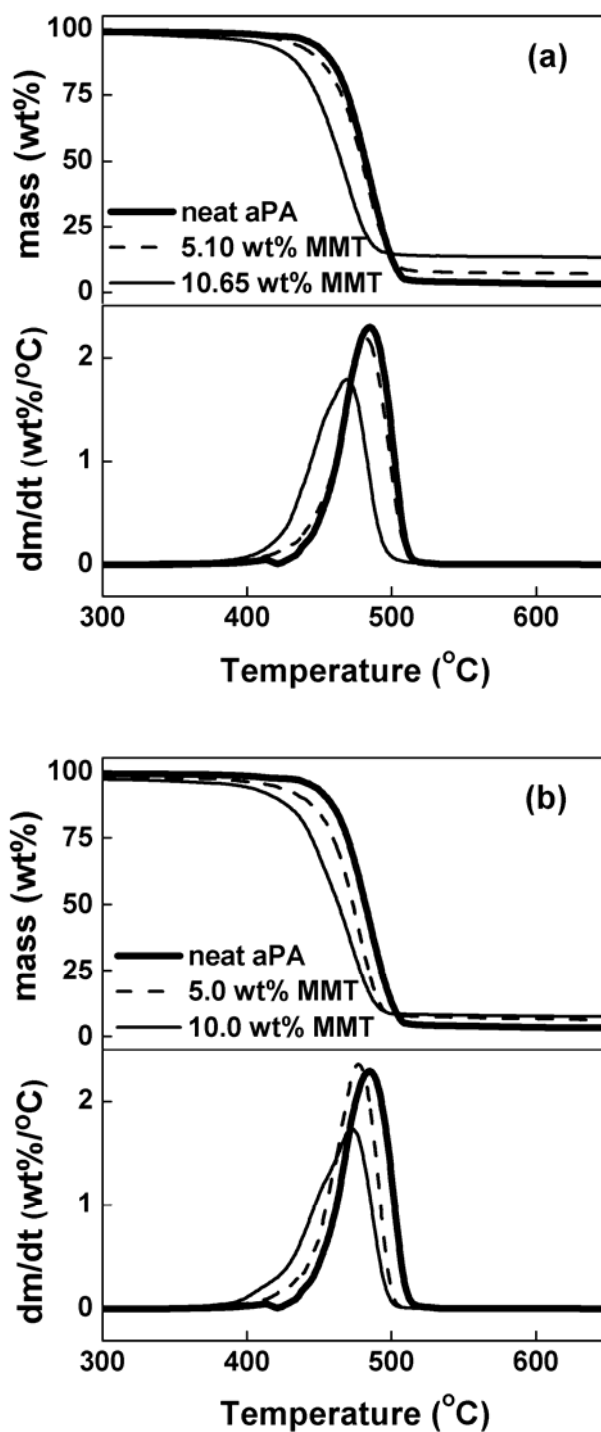 (a)
mass (wt%)
100
75
50
25
0
neat aPA
5.10 wt% MMT
10.65 wt% MMT
dm/dt (wt%/°C)
2
1
0
300 400 500 600
Temperature (°C)
(b)
mass (wt%)
100
75
50
25
0
neat aPA
5.0 wt% MMT
10.0 wt% MMT
dm/dt (wt%/°C)
2
1
0
300 400 500 600
Temperature (°C)